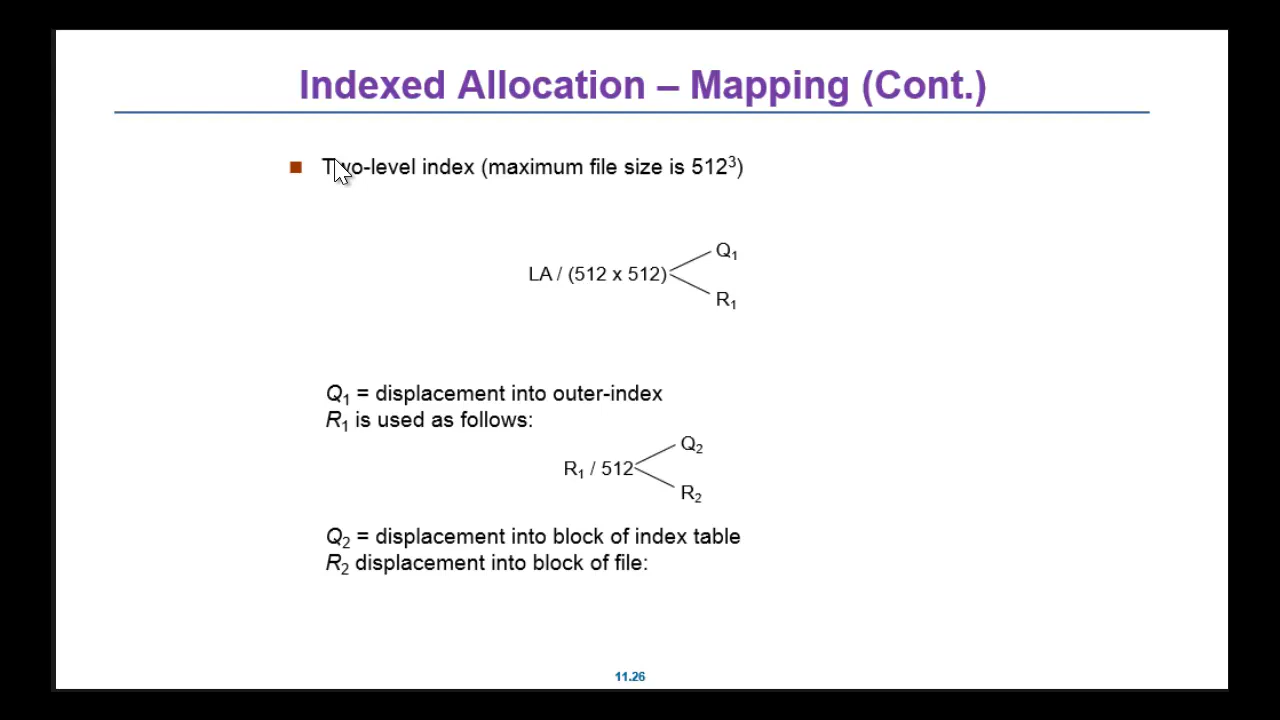 Indexed Allocation – Mapping (Cont.)
Two-level index (maximum file size is 512³)
LA / (512 x 512)
Q₁
R₁
Q₁ = displacement into outer-index
R₁ is used as follows:
R₁ / 512
Q₂
R₂
Q₂ = displacement into block of index table
R₂ displacement into block of file:
11.26